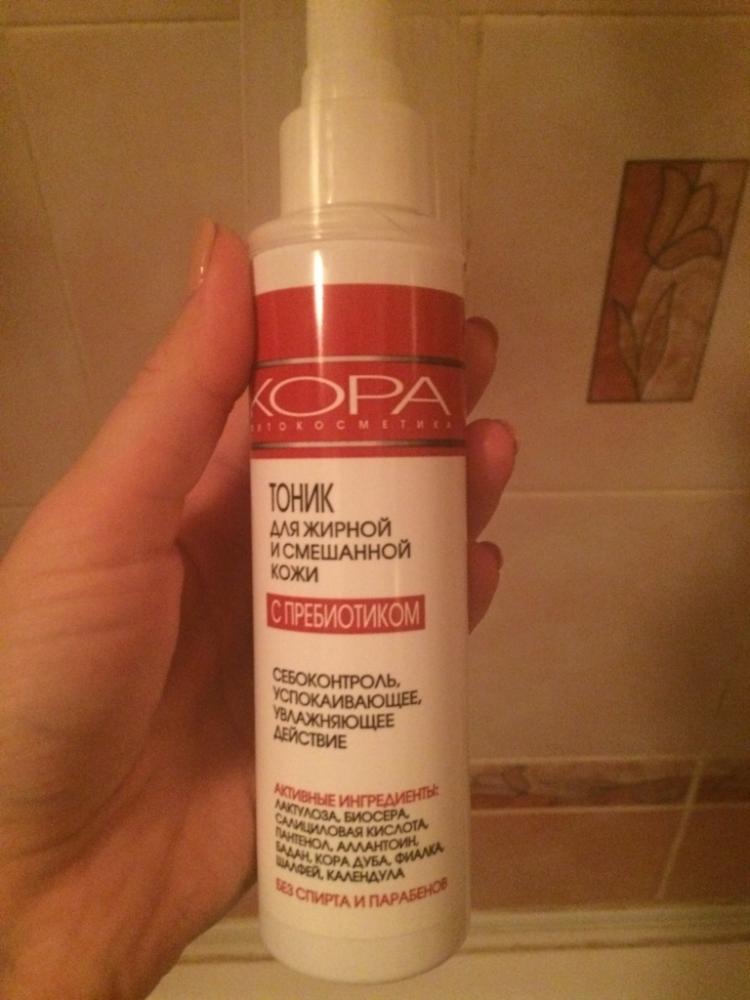 КОРА
ФИТОКОСМЕТИКА
ТОНИК
ДЛЯ ЖИРНОЙ
И СМЕШАННОЙ
КОЖИ
С ПРЕБИОТИКОМ
СЕБОКОНТРОЛЬ,
УСПОКАИВАЮЩЕЕ,
УВЛАЖНЯЮЩЕЕ
ДЕЙСТВИЕ
АКТИВНЫЕ ИНГРЕДИЕНТЫ:
ЛАКТУЛОЗА, БИОСЕРА,
САЛИЦИЛОВАЯ КИСЛОТА,
ПАНТЕНОЛ, АЛЛАНТОИН,
БАДАН, КОРА ДУБА, ФИАЛКА,
ШАЛФЕЙ, КАЛЕНДУЛА
БЕЗ СПИРТА И ПАРАБЕНОВ